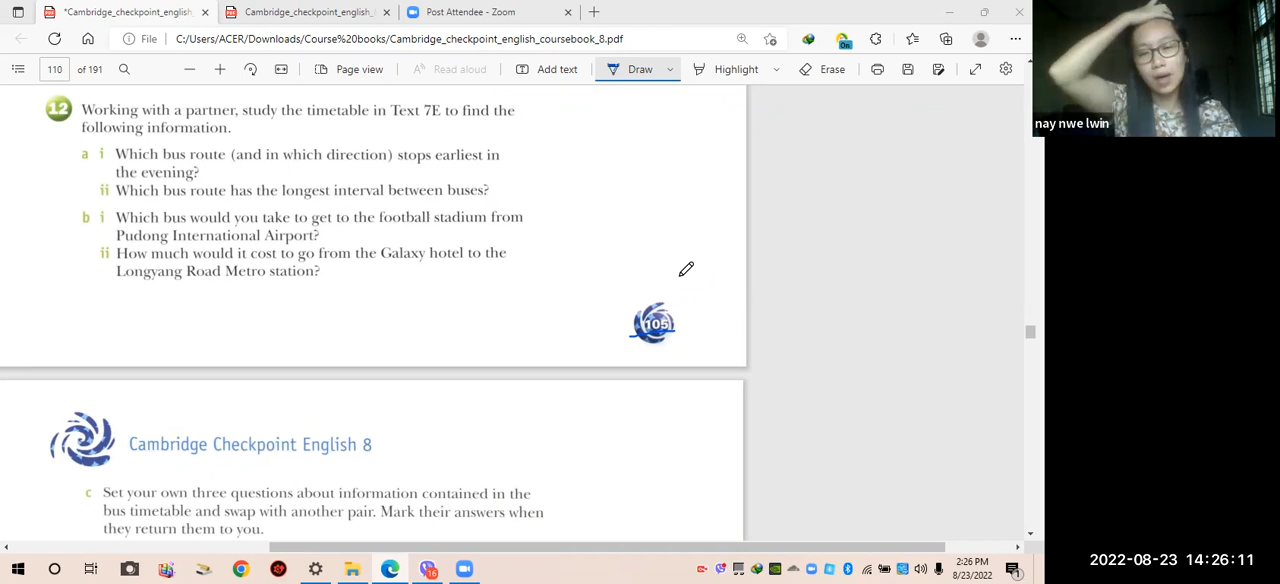 *Cambridge_checkpoint_english_
Cambridge_checkpoint_english_8
Post Attendee - Zoom
File
C:/Users/ACER/Downloads/Course%20books/Cambridge_checkpoint_english_coursebook_8.pdf
On
110 of 191
Page view
Read aloud
Add text
Draw
Highlight
Erase
nay nwe lwin
12 Working with a partner, study the timetable in Text 7E to find the
following information.
a i Which bus route (and in which direction) stops earliest in
the evening?
ii Which bus route has the longest interval between buses?
b i Which bus would you take to get to the football stadium from
Pudong International Airport?
ii How much would it cost to go from the Galaxy hotel to the
Longyang Road Metro station?
105
Cambridge Checkpoint English 8
c Set your own three questions about information contained in the
bus timetable and swap with another pair. Mark their answers when
they return them to you.
16
2:26 PM
8/23/2022
1
2022-08-23 14:26:11